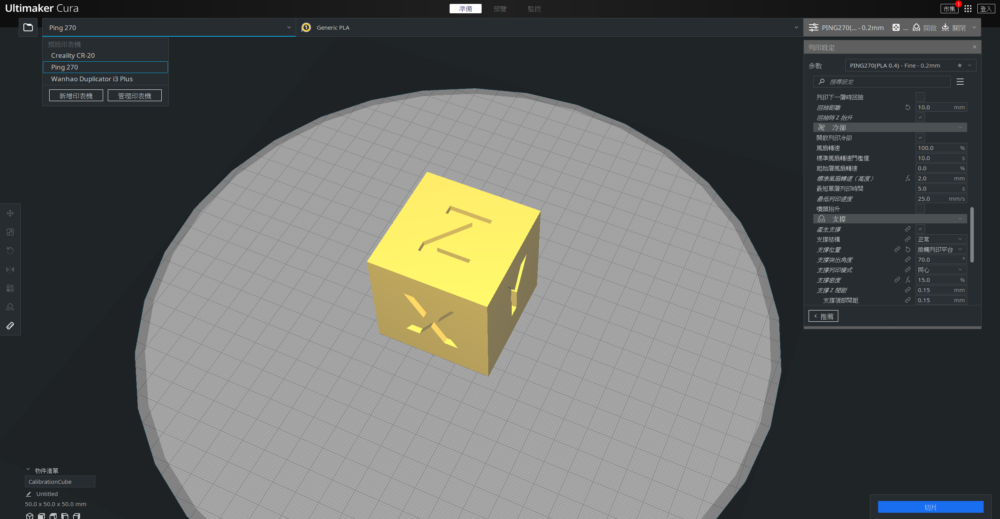 Ultimaker Cura
準備
預覽
監控
市集
1
登入
Ping 270
1
Generic PLA
PING270(... - 0.2mm
...
開啟
關閉
預設印表機
Creality CR-20
Ping 270
Wanhao Duplicator i3 Plus
新增印表機
管理印表機
列印設定
參數
PING270(PLA 0.4) - Fine - 0.2mm
搜尋設定
列印下一層時回抽
回抽距離 10.0 mm
回抽時 Z 抬升
冷卻
開啟列印冷卻
風扇轉速 100.0 %
標準風扇轉速門檻值 10.0 s
起始層風扇轉速 0.0 %
標準風扇轉速（高度） 2.0 mm
最短單層列印時間 5.0 s
最低列印速度 25.0 mm/s
噴頭抬升
支撐
產生支撐
支撐結構 正常
支撐位置 接觸列印平台
支撐突出角度 70.0 °
支撐列印樣式 同心
支撐密度 15.0 %
支撐 Z 間距 0.15 mm
支撐頂部間距 0.15 mm
推薦
Z
X
物件清單
CalibrationCube
Untitled
50.0 x 50.0 x 50.0 mm
切片